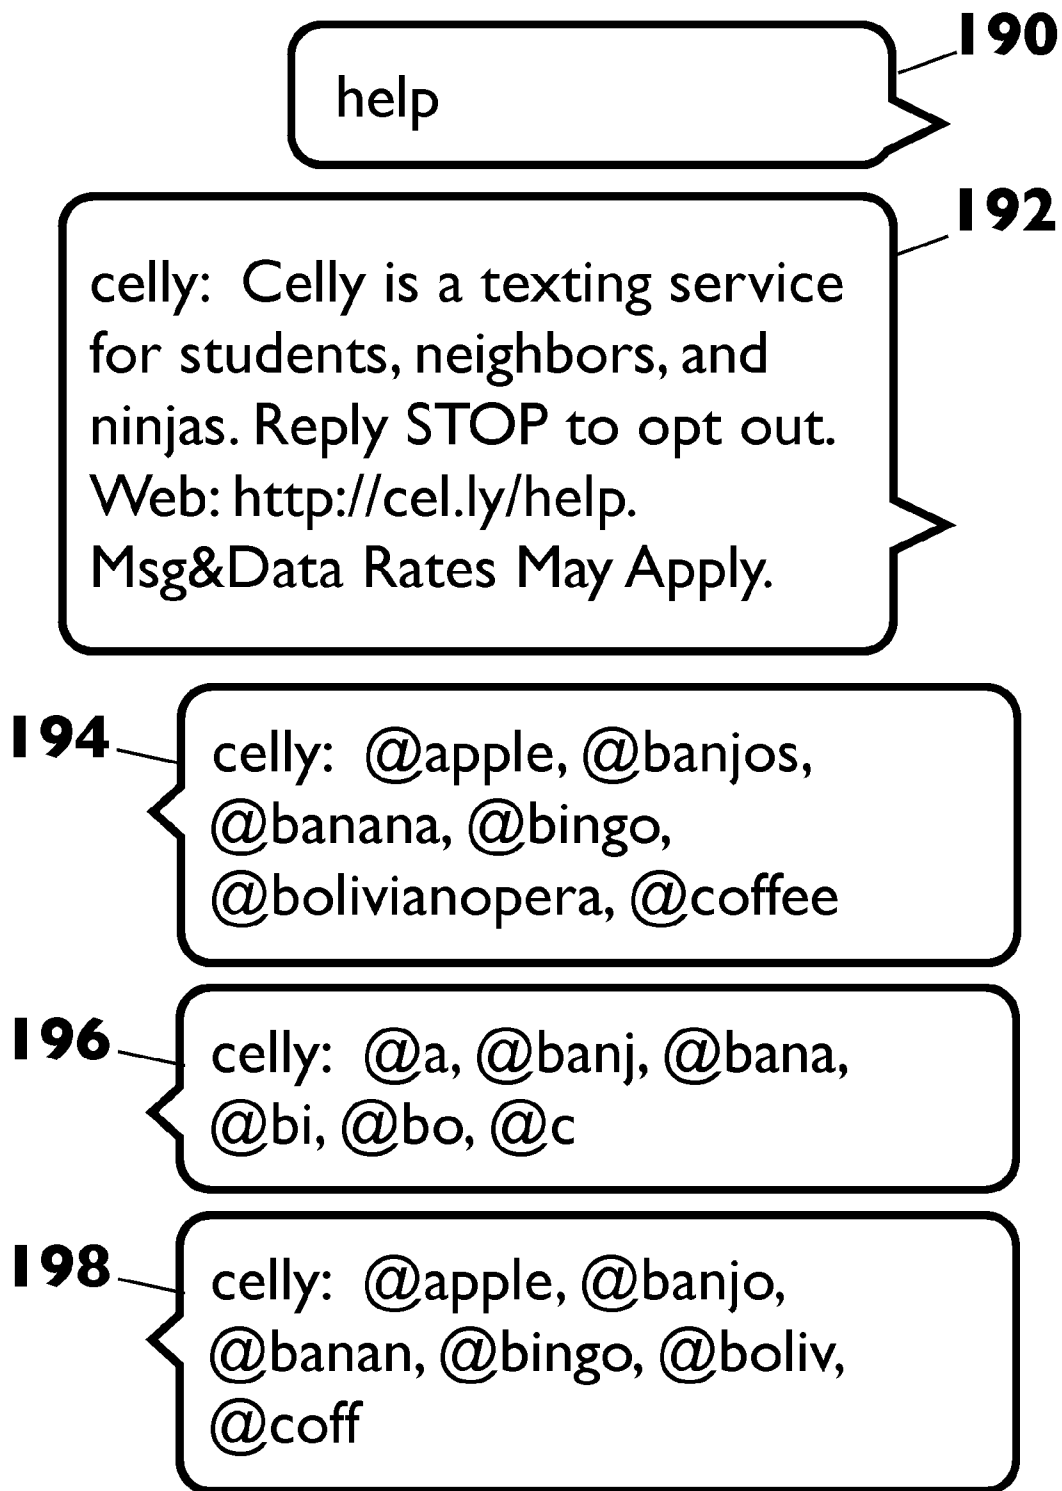 190
help
192
celly: Celly is a texting service
for students, neighbors, and
ninjas. Reply STOP to opt out.
Web: http://cel.ly/help.
Msg&Data Rates May Apply.
194
celly: @apple, @banjos,
@banana, @bingo,
@bolivianopera, @coffee
196
celly: @a, @banj, @bana,
@bi, @bo, @c
198
celly: @apple, @banjo,
@banan, @bingo, @boliv,
@coff